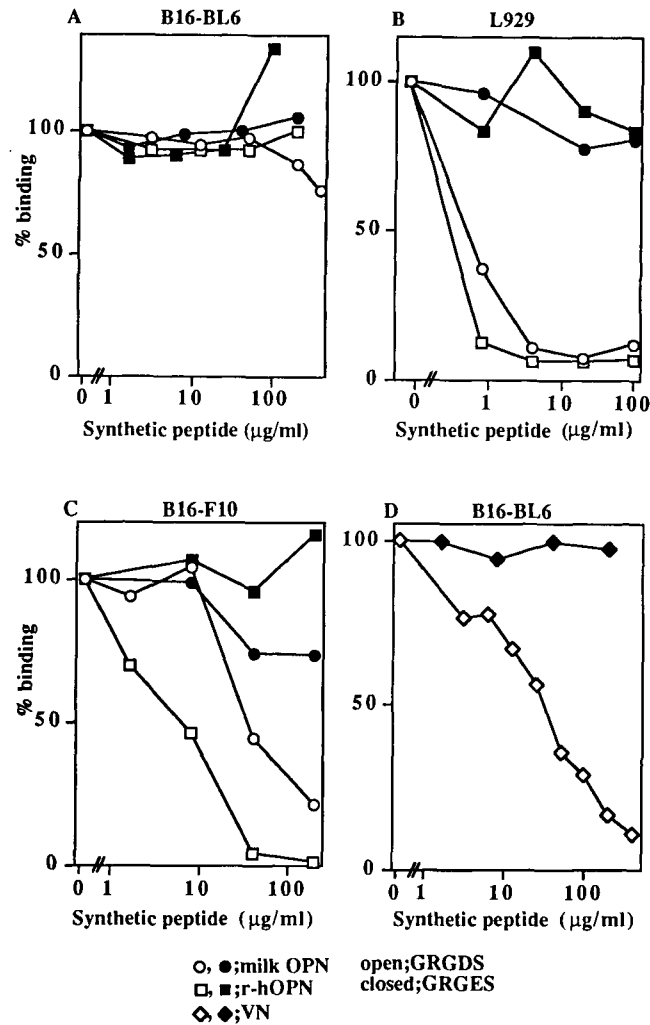 A B16-BL6
B L929
100
50
0
% binding
0 1 10 100
Synthetic peptide (μg/ml)
100
50
0
0 1 10 100
Synthetic peptide (μg/ml)
C B16-F10
D B16-BL6
100
50
0
% binding
0 1 10 100
Synthetic peptide (μg/ml)
100
50
0
0 1 10 100
Synthetic peptide (μg/ml)
○, ●;milk OPN open;GRGDS
□, ■;r-hOPN closed;GRGES
◇, ◆;VN